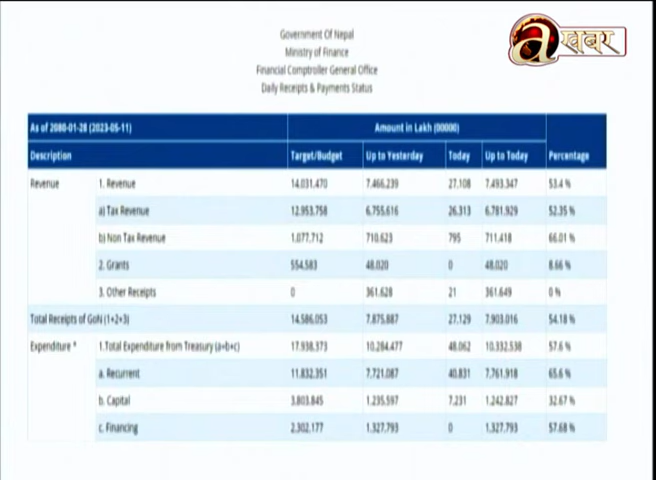 aखबर
Government Of Nepal
Ministry of Finance
Financial Comptroller General Office
Daily Receipts & Payments Status
As of 2080-01-28 (2023-05-11) Amount in Lakh (00000)
Description Target/Budget Up to Yesterday Today Up to Today Percentage
Revenue 1. Revenue 14,031,470 7,466,239 27,108 7,493,347 53.4 %
a) Tax Revenue 12,953,758 6,755,616 26,313 6,781,929 52.35 %
b) Non Tax Revenue 1,077,712 710,623 795 711,418 66.01 %
2. Grants 554,583 48,020 0 48,020 8.66 %
3. Other Receipts 0 361,628 21 361,649 0 %
Total Receipts of GoN (1+2+3) 14,586,053 7,875,887 27,129 7,903,016 54.18 %
Expenditure * 1.Total Expenditure from Treasury (a+b+c) 17,938,373 10,284,477 48,062 10,332,538 57.6 %
a. Recurrent 11,832,351 7,721,087 40,831 7,761,918 65.6 %
b. Capital 3,803,845 1,235,597 7,231 1,242,827 32.67 %
c. Financing 2,302,177 1,327,793 0 1,327,793 57.68 %